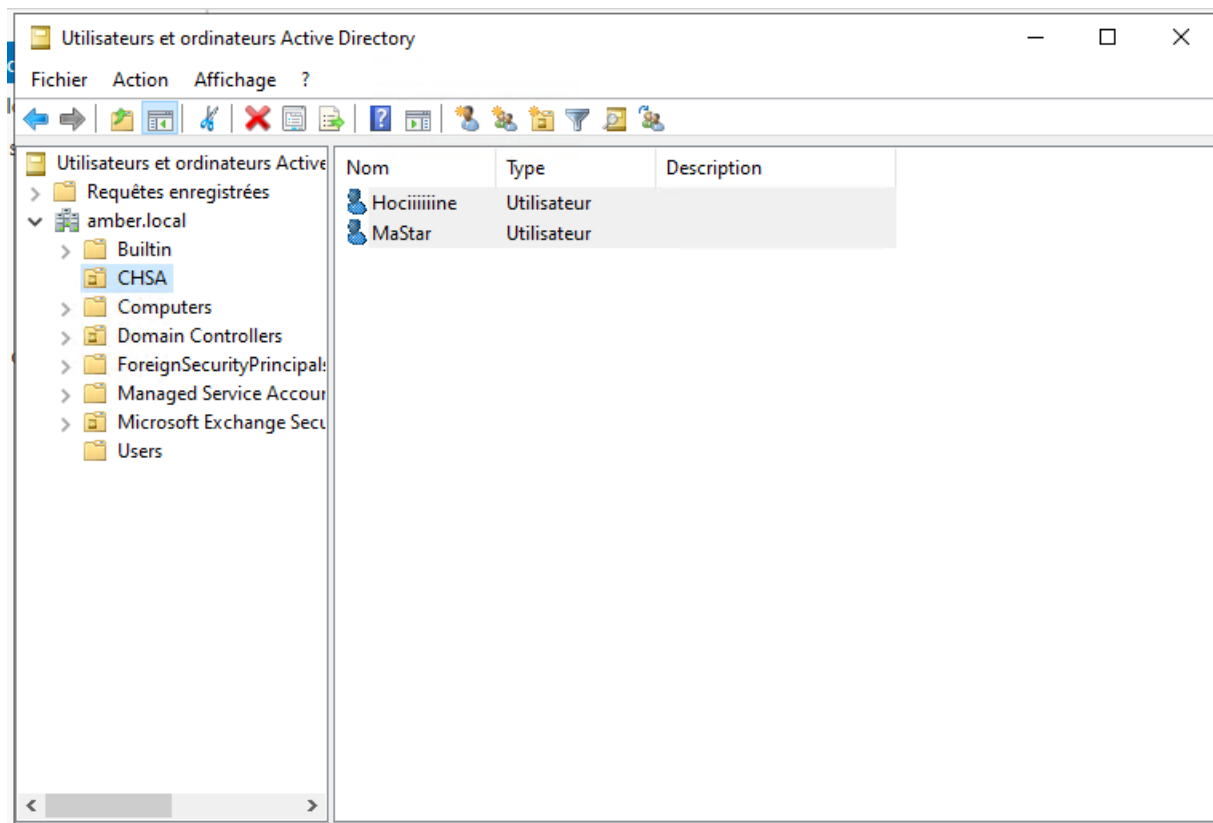 Utilisateurs et ordinateurs Active Directory
Fichier Action Affichage ?
Utilisateurs et ordinateurs Active
Requêtes enregistrées
amber.local
Builtin
CHSA
Computers
Domain Controllers
ForeignSecurityPrincipals
Managed Service Accour
Microsoft Exchange Secu
Users
Nom Type Description
Hociiiiiine Utilisateur
MaStar Utilisateur